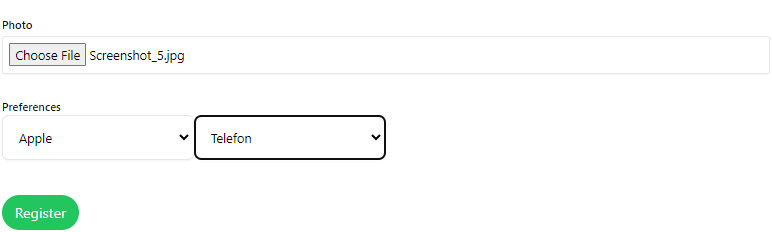 Photo
Choose File Screenshot_5.jpg
Preferences
Apple Telefon
Register